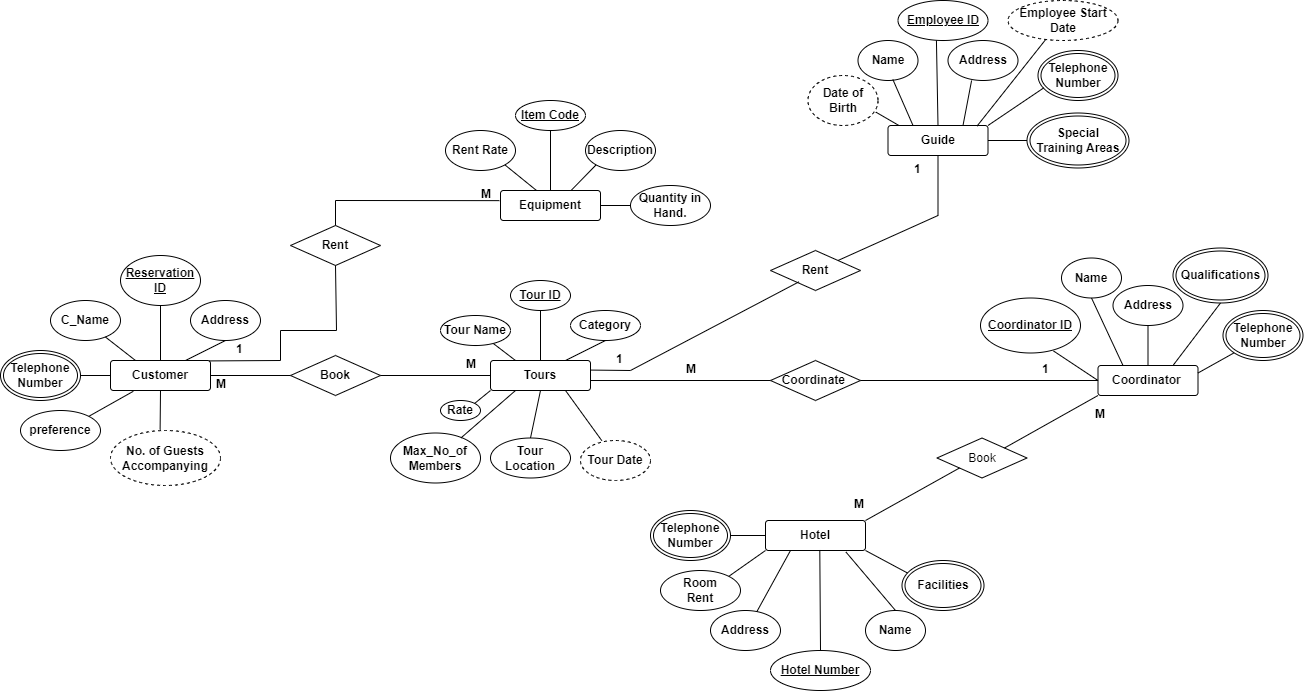 Employee ID
Employee Start
Date
Name
Address
Telephone
Number
Date of
Birth
Special
Training Areas
Guide
1
Item Code
Rent Rate
Description
M
Equipment
Quantity in
Hand.
Rent
Rent
Reservation
ID
C_Name
Address
1
Telephone
Number
Customer
M
preference
No. of Guests
Accompanying
Book
Tour ID
Tour Name
Category
M
Tours
1
M
Rate
Max_No_of
Members
Tour
Location
Tour Date
Coordinate
1
Name
Qualifications
Address
Coordinator ID
Telephone
Number
Coordinator
M
Book
M
Telephone
Number
Hotel
Room
Rent
Facilities
Address
Name
Hotel Number